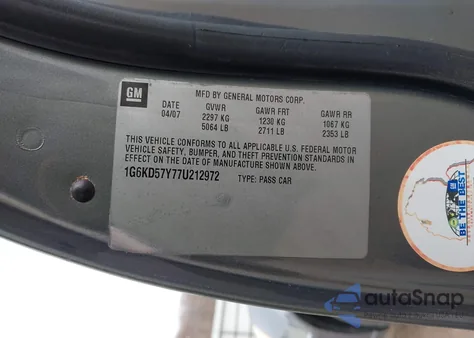 GM
MFD BY GENERAL MOTORS CORP.
DATE GVWR GAWR FRT GAWR RR
04/07 2297 KG 1230 KG 1067 KG
5064 LB 2711 LB 2353 LB
THIS VEHICLE CONFORMS TO ALL APPLICABLE U.S. FEDERAL MOTOR
VEHICLE SAFETY, BUMPER, AND THEFT PREVENTION STANDARDS IN
EFFECT ON THE DATE OF MANUFACTURE SHOWN ABOVE.
1G6KD57Y77U212972 TYPE: PASS CAR
BE THE BEST
autoSnap